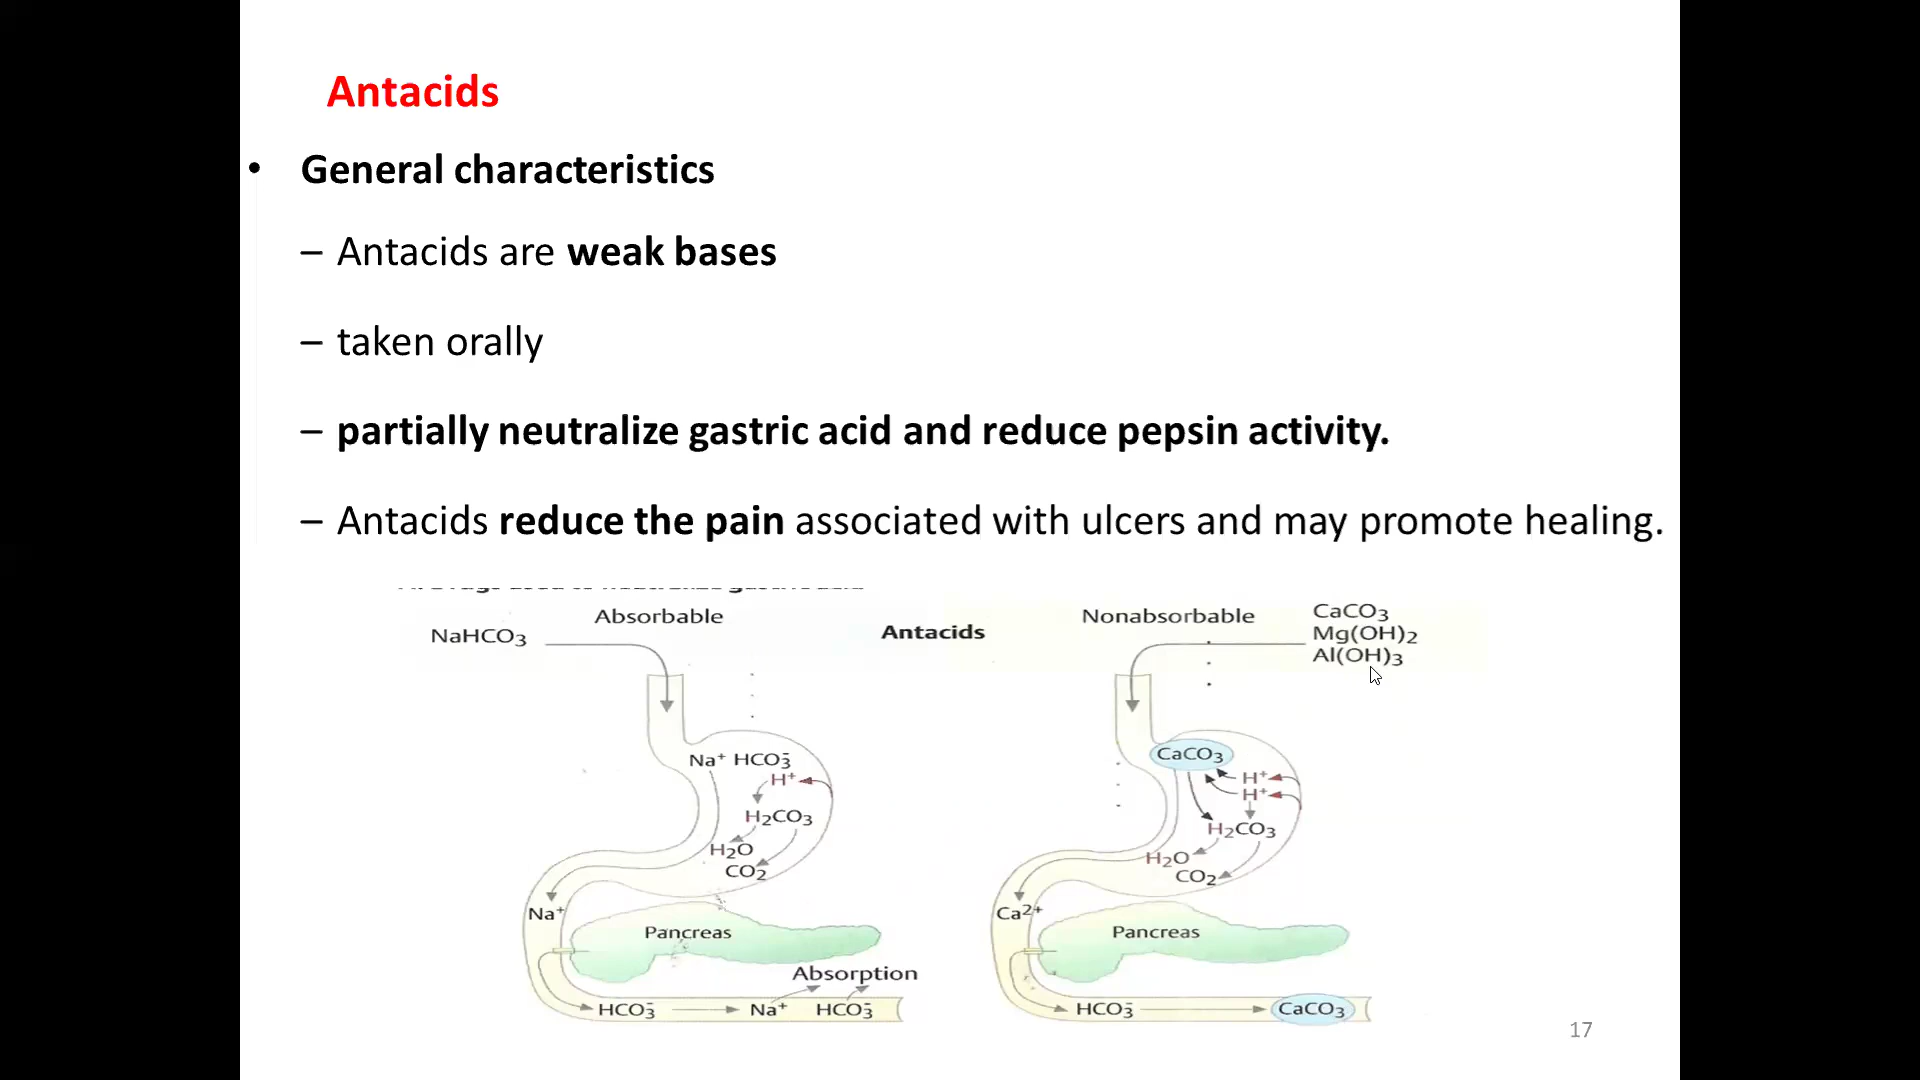 Antacids
• General characteristics
– Antacids are weak bases
– taken orally
– partially neutralize gastric acid and reduce pepsin activity.
– Antacids reduce the pain associated with ulcers and may promote healing.
Absorbable
NaHCO3
Antacids
Nonabsorbable
CaCO3
Mg(OH)2
Al(OH)3
Na+ HCO3-
H+
H2CO3
H2O
CO2
Na+
Pancreas
Absorption
HCO3-
Na+
HCO3-
CaCO3
H+
H+
H2CO3
H2O
CO2
Ca2+
Pancreas
HCO3-
CaCO3
17